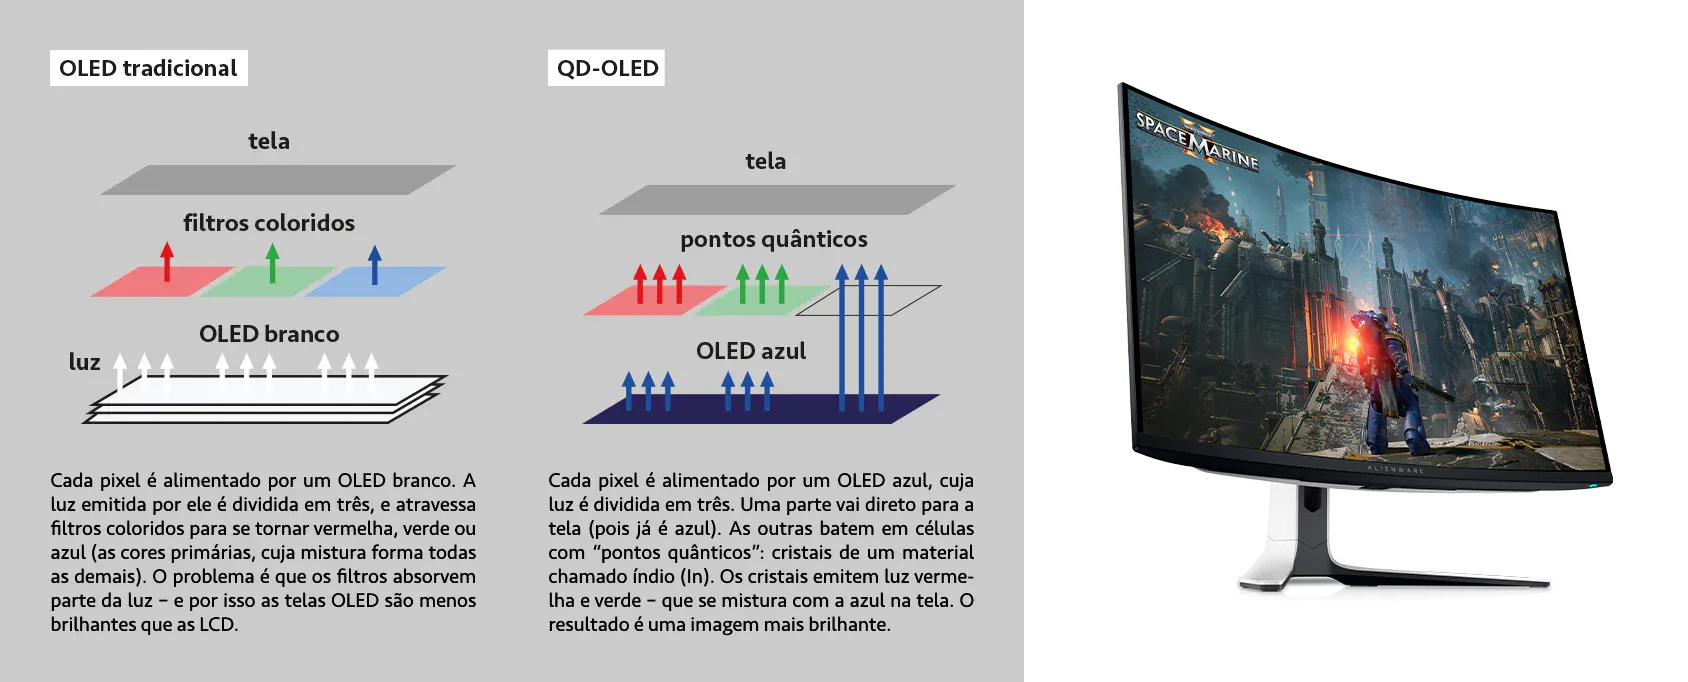 OLED tradicional
tela
filtros coloridos
OLED branco
luz
Cada pixel é alimentado por um OLED branco. A
luz emitida por ele é dividida em três, e atravessa
filtros coloridos para se tornar vermelha, verde ou
azul (as cores primárias, cuja mistura forma todas
as demais). O problema é que os filtros absorvem
parte da luz – e por isso as telas OLED são menos
brilhantes que as LCD.
QD-OLED
tela
pontos quânticos
OLED azul
Cada pixel é alimentado por um OLED azul, cuja
luz é dividida em três. Uma parte vai direto para a
tela (pois já é azul). As outras batem em células
com “pontos quânticos”: cristais de um material
chamado índio (In). Os cristais emitem luz verme-
lha e verde – que se mistura com a azul na tela. O
resultado é uma imagem mais brilhante.
SPACE MARINE
ALIENWARE